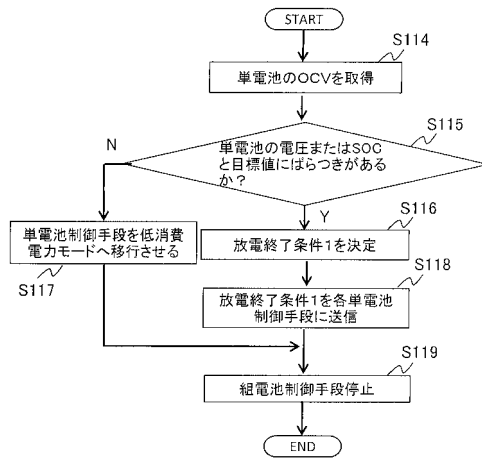 START
S114
単電池のOCVを取得
S115
N
単電池の電圧またはSOC
と目標値にばらつきがある
か?
Y
S116
単電池制御手段を低消費
電力モードへ移行させる
放電終了条件1を決定
S117
S118
放電終了条件1を各単電池
制御手段に送信
S119
組電池制御手段停止
END